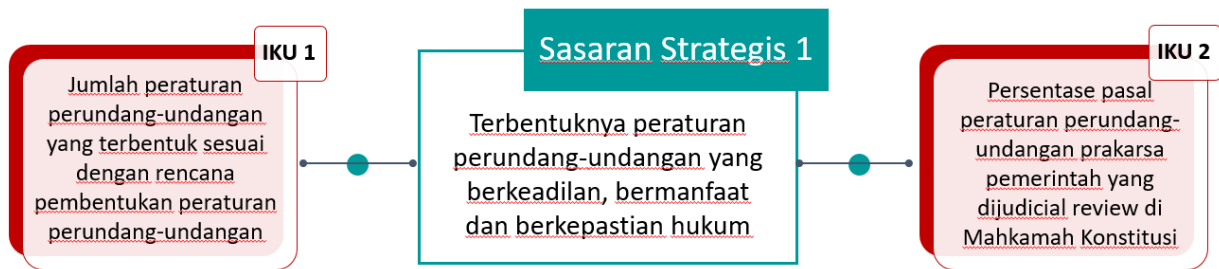 IKU 1
Jumlah peraturan
perundang-undangan
yang terbentuk sesuai
dengan rencana
pembentukan peraturan
perundang-undangan
Sasaran Strategis 1
Terbentuknya peraturan
perundang-undangan yang
berkeadilan, bermanfaat
dan berkepastian hukum
IKU 2
Persentase pasal
peraturan perundang-
undangan prakarsa
pemerintah yang
dijudicial review di
Mahkamah Konstitusi